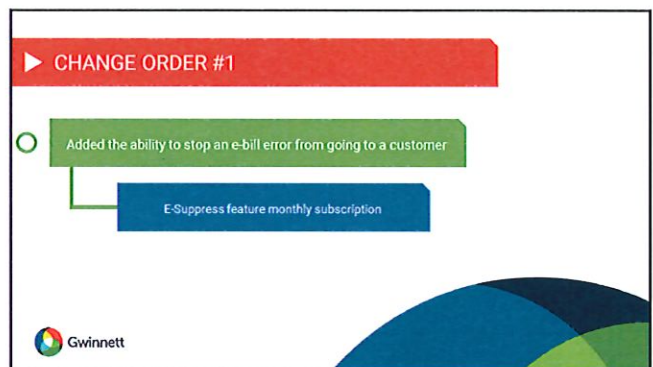 CHANGE ORDER #1
Added the ability to stop an e-bill error from going to a customer
E-Suppress feature monthly subscription
Gwinnett